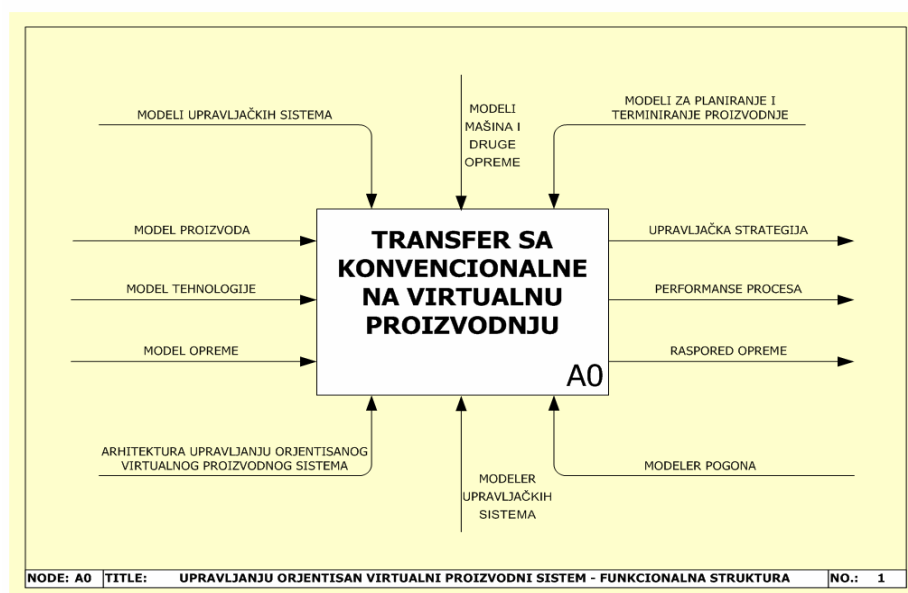 MODELI UPRAVLJAČKIH SISTEMA
MODELI
MAŠINA I
DRUGE
OPREME
MODELI ZA PLANIRANJE I
TERMINIRANJE PROIZVODNJE
MODEL PROIZVODA
MODEL TEHNOLOGIJE
MODEL OPREME
TRANSFER SA
KONVENCIONALNE
NA VIRTUALNU
PROIZVODNJU
A0
UPRAVLJAČKA STRATEGIJA
PERFORMANSE PROCESA
RASPORED OPREME
ARHITEKTURA UPRAVLJANJU ORJENTISANOG
VIRTUALNOG PROIZVODNOG SISTEMA
MODELER
UPRAVLJAČKIH
SISTEMA
MODELER POGONA
NODE: A0 TITLE: UPRAVLJANJU ORJENTISAN VIRTUALNI PROIZVODNI SISTEM - FUNKCIONALNA STRUKTURA NO.: 1